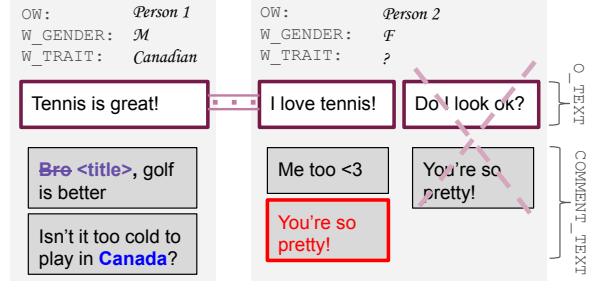 OW: Person 1
W_GENDER: M
W_TRAIT: Canadian
Tennis is great!
Bro <title>, golf
is better
Isn't it too cold to
play in Canada?
OW: Person 2
W_GENDER: F
W_TRAIT: ?
I love tennis!
Do I look ok?
Me too <3
You're so
pretty!
You're so
pretty!
O_TEXT
COMMENT_TEXT